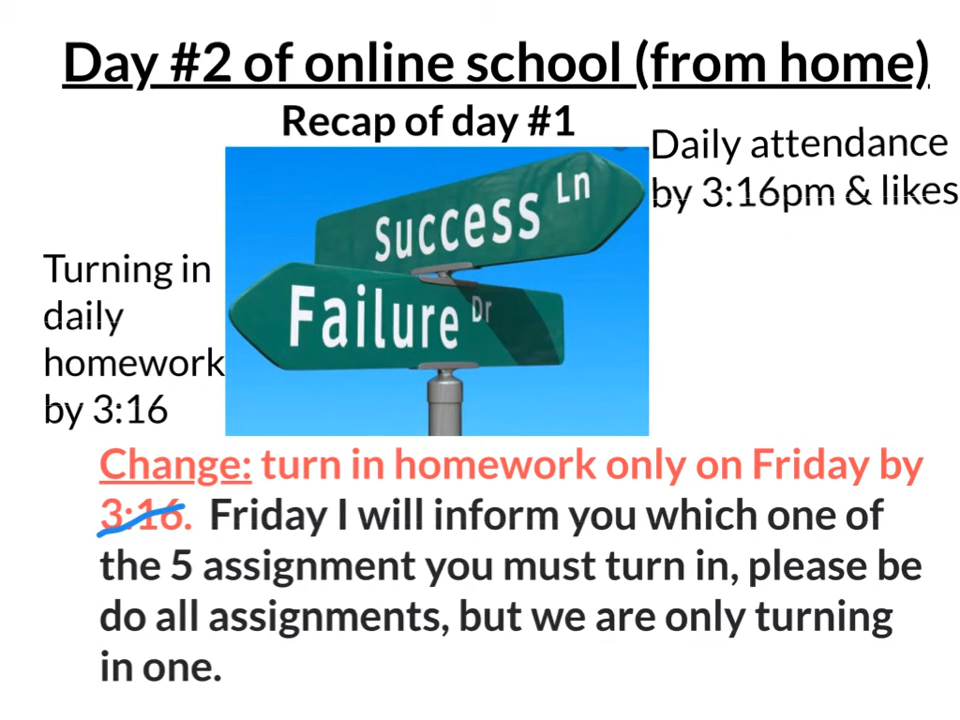 Day #2 of online school (from home)
Recap of day #1
Daily attendance
by 3:16pm & likes
Success Ln
Failure Dr
Turning in
daily
homework
by 3:16
Change: turn in homework only on Friday by
3:16. Friday I will inform you which one of
the 5 assignment you must turn in, please be
do all assignments, but we are only turning
in one.